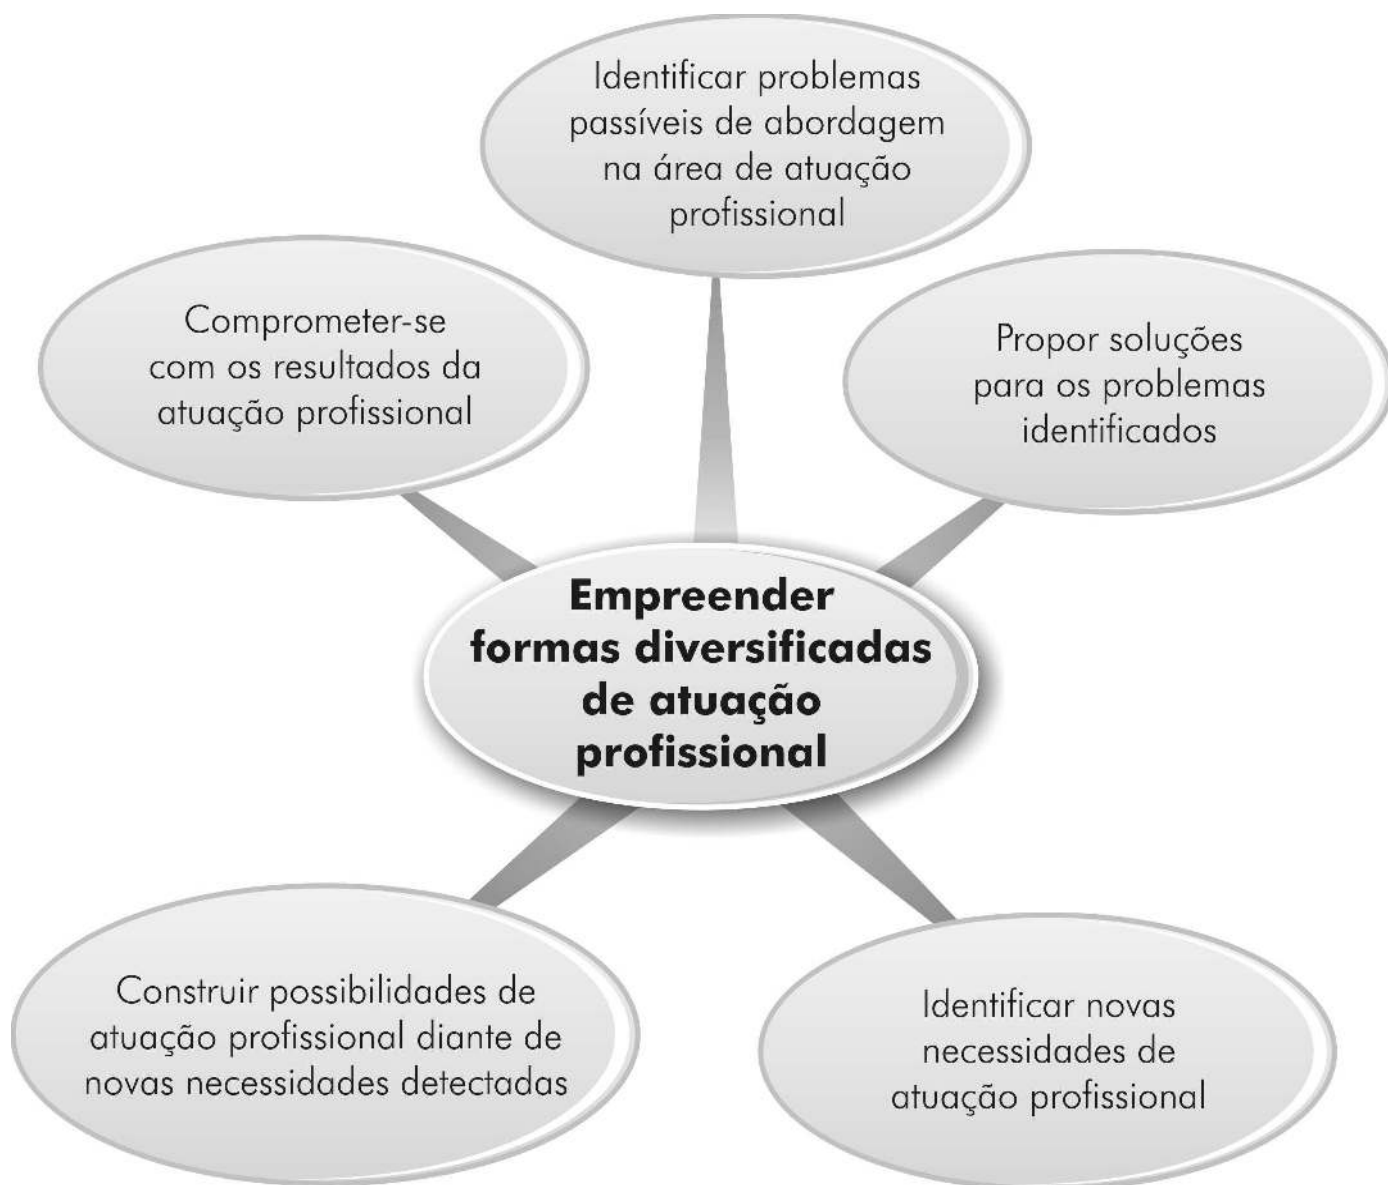 Identificar problemas
passíveis de abordagem
na área de atuação
profissional
Comprometer-se
com os resultados da
atuação profissional
Propor soluções
para os problemas
identificados
Empreender
formas diversificadas
de atuação
profissional
Construir possibilidades de
atuação profissional diante de
novas necessidades detectadas
Identificar novas
necessidades de
atuação profissional